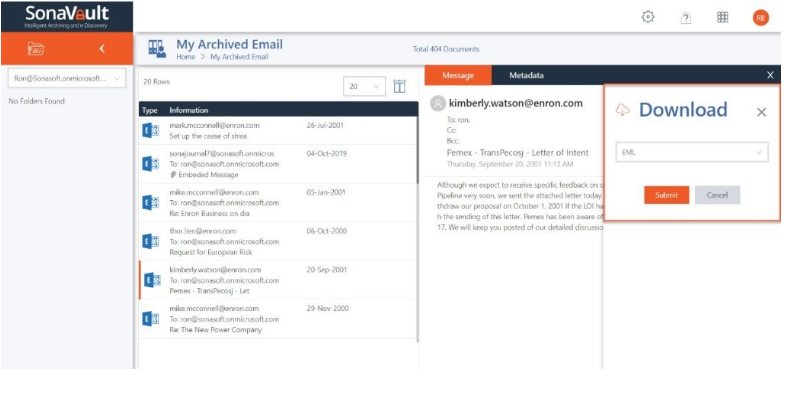 SonaVault
Intelligent Archiving and e-Discovery
RB
My Archived Email
Home > My Archived Email
Total 404 Documents
Ron@Sonasoft.onmicrosoft...
No Folders Found
20 Rows
20
Type Information
mark.mcconnell@enron.com 26-Jul-2001
Set up the cease of strea
sonajournal7@sonasoft.onmicros 04-Oct-2019
To: ron@sonasoft.onmicrosoft.com
Embeded Message
mike.mcconnell@enron.com 05-Jan-2001
To: ron@sonasoft.onmicrosoft.com
Re: Enron Business on dia
thor.lien@enron.com 06-Oct-2000
To: ron@sonasoft.onmicrosoft.com
Request for European Risk
kimberly.watson@enron.com 20-Sep-2001
To: ron@sonasoft.onmicrosoft.com
Pemex - TransPecosj - Let
mike.mcconnell@enron.com 29-Nov-2000
To: ron@sonasoft.onmicrosoft.com
Re: The New Power Company
Message Metadata X
kimberly.watson@enron.com
To: ron.
Cc:
Bcc:
Pemex - TransPecosj - Letter of Intent
Thursday, September 20, 2001 11:13 AM
Although we expect to receive specific feedback on
Pipeline very soon, we sent the attached letter today
thdraw our proposal on October 1, 2001 if the LOI ha
h the sending of this letter. Pemex has been aware of
17. We will keep you posted of our detailed discussio
Download
EML
Submit Cancel